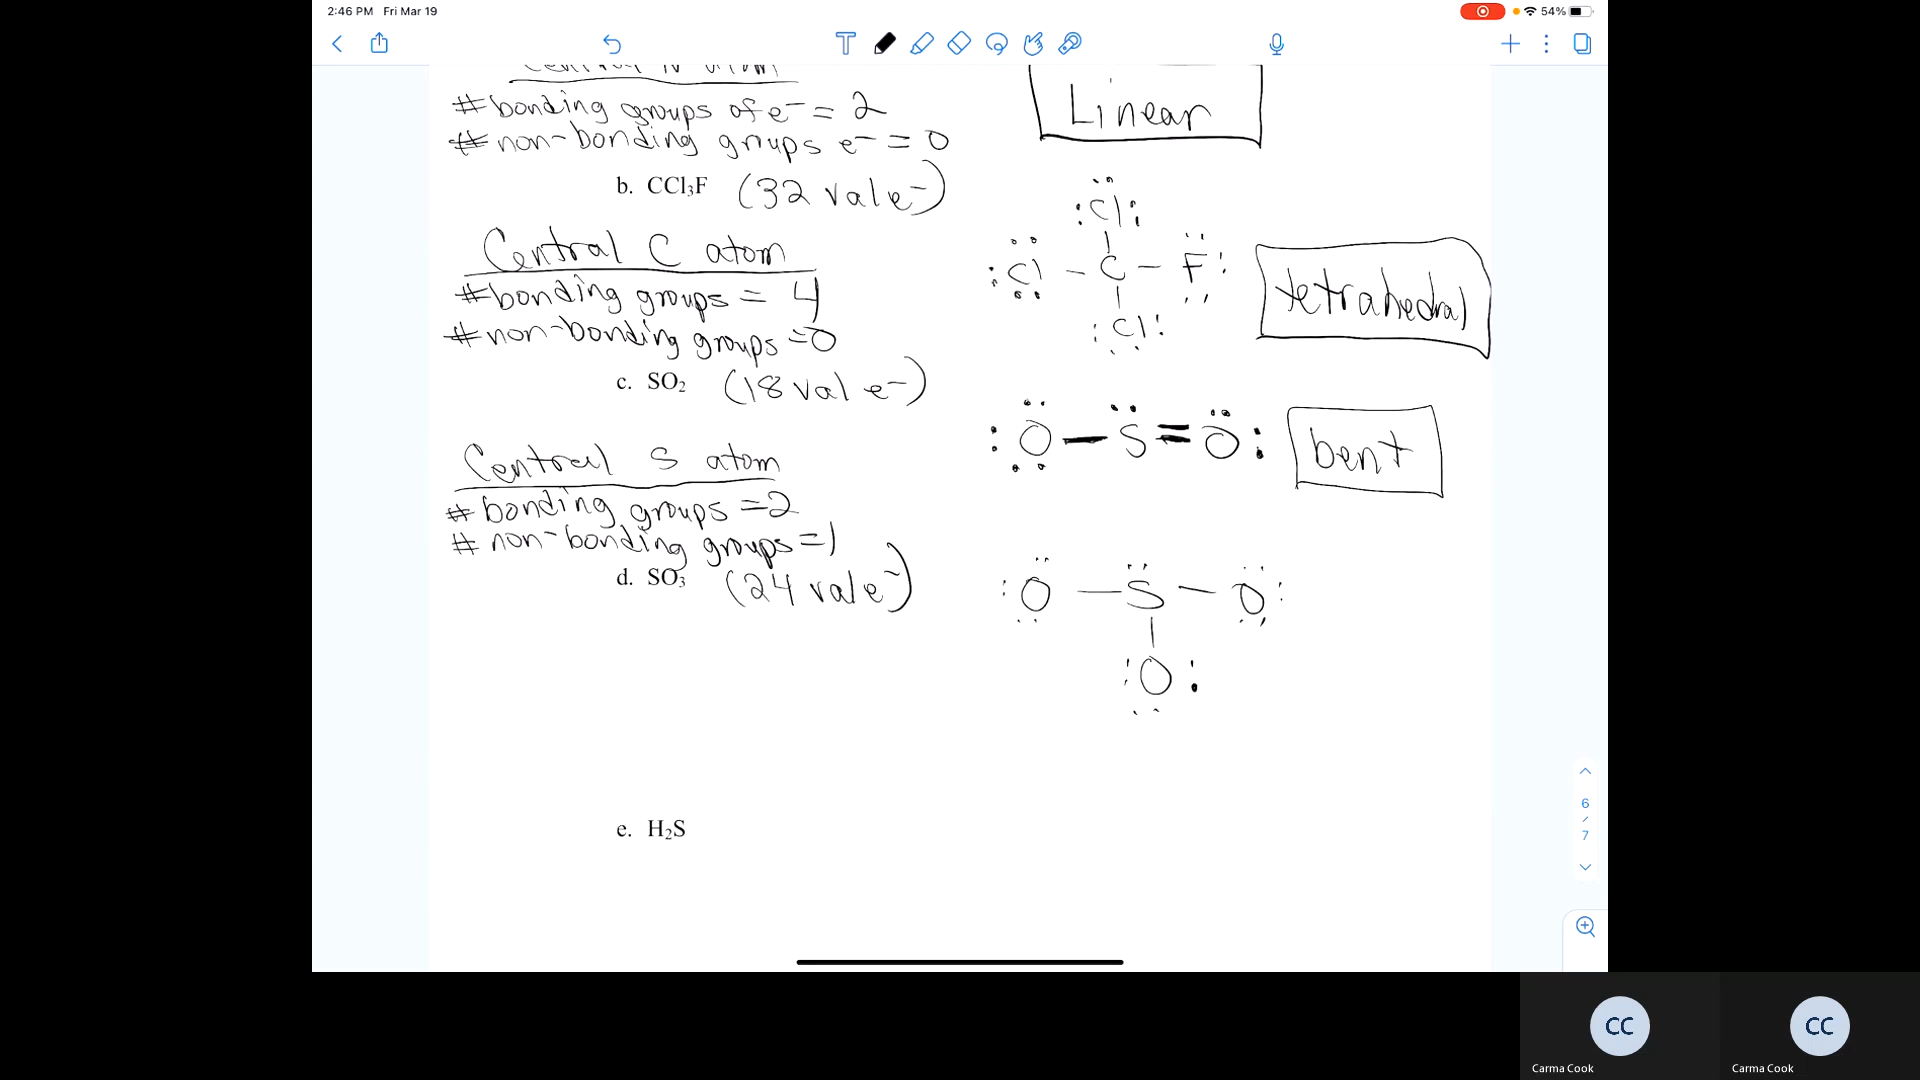 2:46 PM Fri Mar 19
54%
# bonding groups of e⁻ = 2
# non-bonding groups e⁻ = 0
Linear
b. CCl₃F (32 val e⁻)
Cl
Central C atom
Cl - C - F
# bonding groups = 4
tetrahedral
# non-bonding groups = 0
Cl
c. SO₂ (18 val e⁻)
O - S = O
bent
Central S atom
# bonding groups = 2
# non-bonding groups = 1
d. SO₃ (24 val e⁻)
O - S - O
O
6
/
7
e. H₂S
CC
CC
Carma Cook
Carma Cook